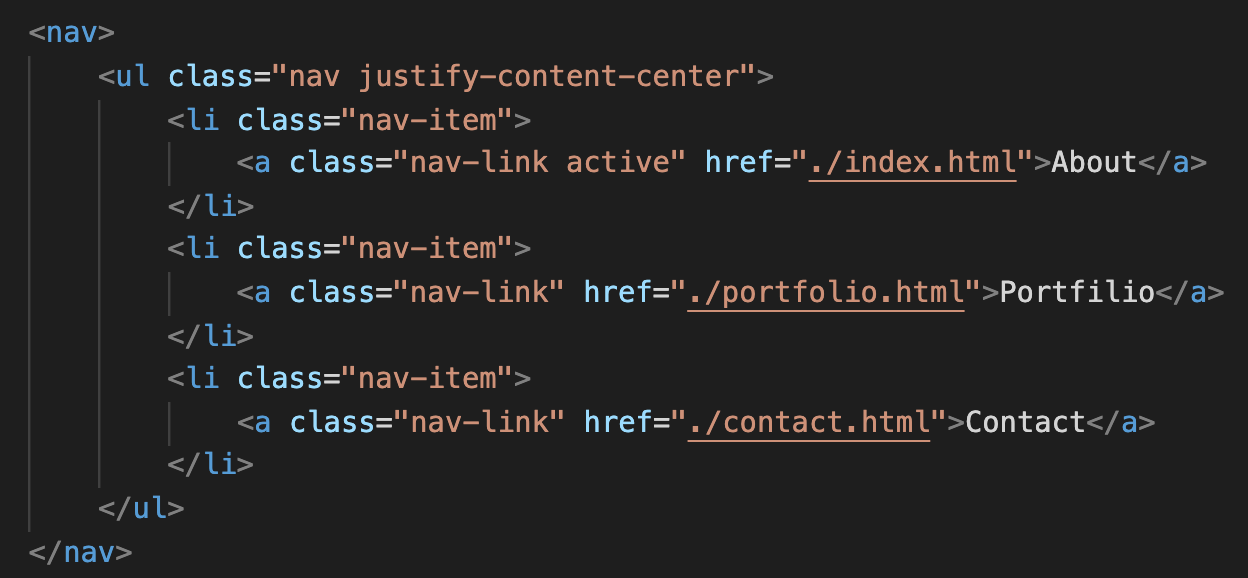 <nav>
<ul class="nav justify-content-center">
<li class="nav-item">
<a class="nav-link active" href="./index.html">About</a>
</li>
<li class="nav-item">
<a class="nav-link" href="./portfolio.html">Portfilio</a>
</li>
<li class="nav-item">
<a class="nav-link" href="./contact.html">Contact</a>
</li>
</ul>
</nav>